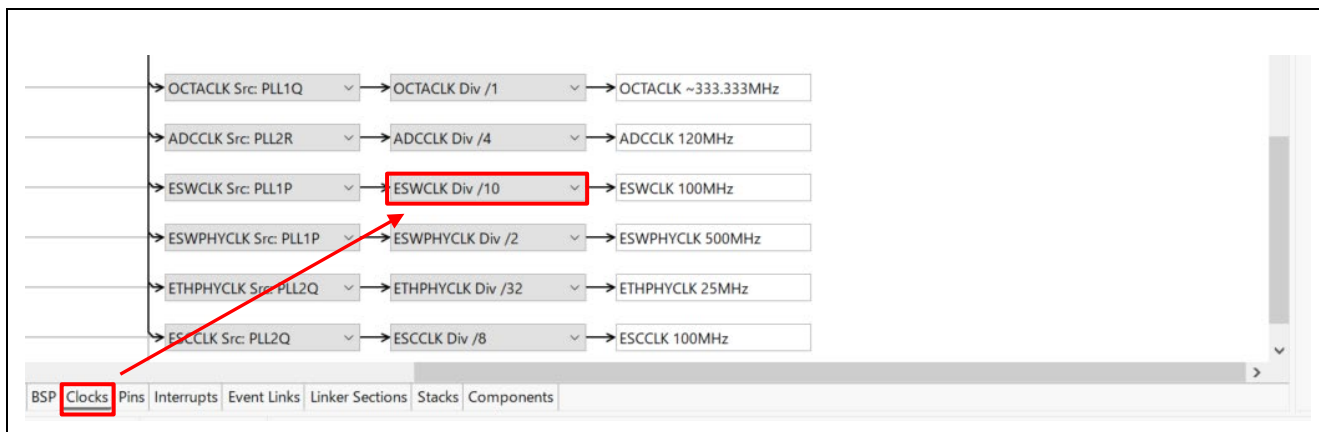 OCTACLK Src: PLL1Q OCTACLK Div /1 OCTACLK ~333.333MHz
ADCCLK Src: PLL2R ADCCLK Div /4 ADCCLK 120MHz
ESWCLK Src: PLL1P ESWCLK Div /10 ESWCLK 100MHz
ESWPHYCLK Src: PLL1P ESWPHYCLK Div /2 ESWPHYCLK 500MHz
ETHPHYCLK Src: PLL2Q ETHPHYCLK Div /32 ETHPHYCLK 25MHz
ESCCLK Src: PLL2Q ESCCLK Div /8 ESCCLK 100MHz
BSP Clocks Pins Interrupts Event Links Linker Sections Stacks Components